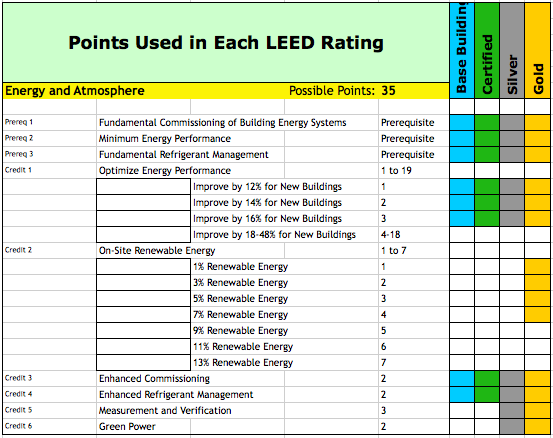 Points Used in Each LEED Rating
Base Building
Certified
Silver
Gold
Energy and Atmosphere Possible Points: 35
Prereq 1 Fundamental Commissioning of Building Energy Systems Prerequisite
Prereq 2 Minimum Energy Performance Prerequisite
Prereq 3 Fundamental Refrigerant Management Prerequisite
Credit 1 Optimize Energy Performance 1 to 19
Improve by 12% for New Buildings 1
Improve by 14% for New Buildings 2
Improve by 16% for New Buildings 3
Improve by 18-48% for New Buildings 4-18
Credit 2 On-Site Renewable Energy 1 to 7
1% Renewable Energy 1
3% Renewable Energy 2
5% Renewable Energy 3
7% Renewable Energy 4
9% Renewable Energy 5
11% Renewable Energy 6
13% Renewable Energy 7
Credit 3 Enhanced Commissioning 2
Credit 4 Enhanced Refrigerant Management 2
Credit 5 Measurement and Verification 3
Credit 6 Green Power 2